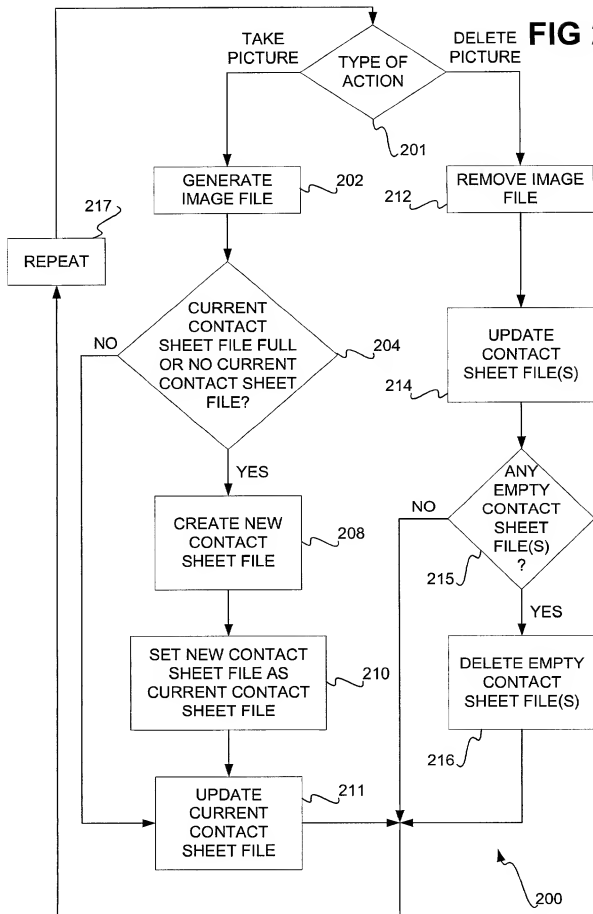 FIG
TAKE
PICTURE
DELETE
PICTURE
TYPE OF
ACTION
201
GENERATE
IMAGE FILE
202
REMOVE IMAGE
FILE
212
217
REPEAT
CURRENT
CONTACT
SHEET FILE FULL
OR NO CURRENT
CONTACT SHEET
FILE?
204
NO
YES
UPDATE
CONTACT
SHEET FILE(S)
214
CREATE NEW
CONTACT
SHEET FILE
208
ANY
EMPTY
CONTACT
SHEET
FILE(S)
?
215
NO
YES
SET NEW CONTACT
SHEET FILE AS
CURRENT CONTACT
SHEET FILE
210
DELETE EMPTY
CONTACT
SHEET FILE(S)
216
UPDATE
CURRENT
CONTACT
SHEET FILE
211
200